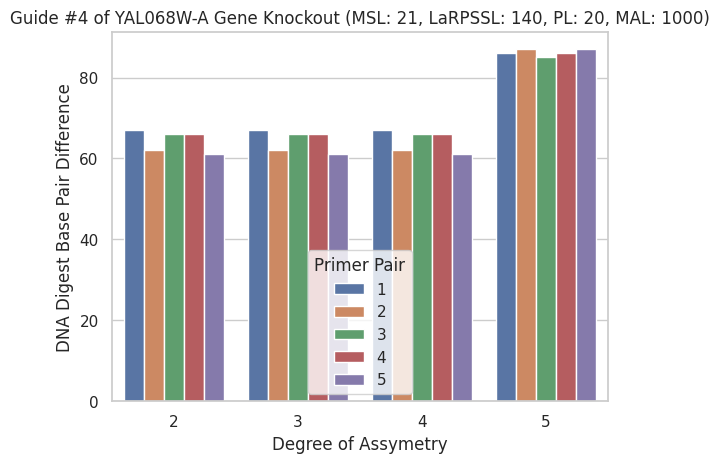 Guide #4 of YAL068W-A Gene Knockout (MSL: 21, LaRPSSL: 140, PL: 20, MAL: 1000)
DNA Digest Base Pair Difference
80
60
40
20
0
Primer Pair
1
2
3
4
5
2 3 4 5
Degree of Assymetry